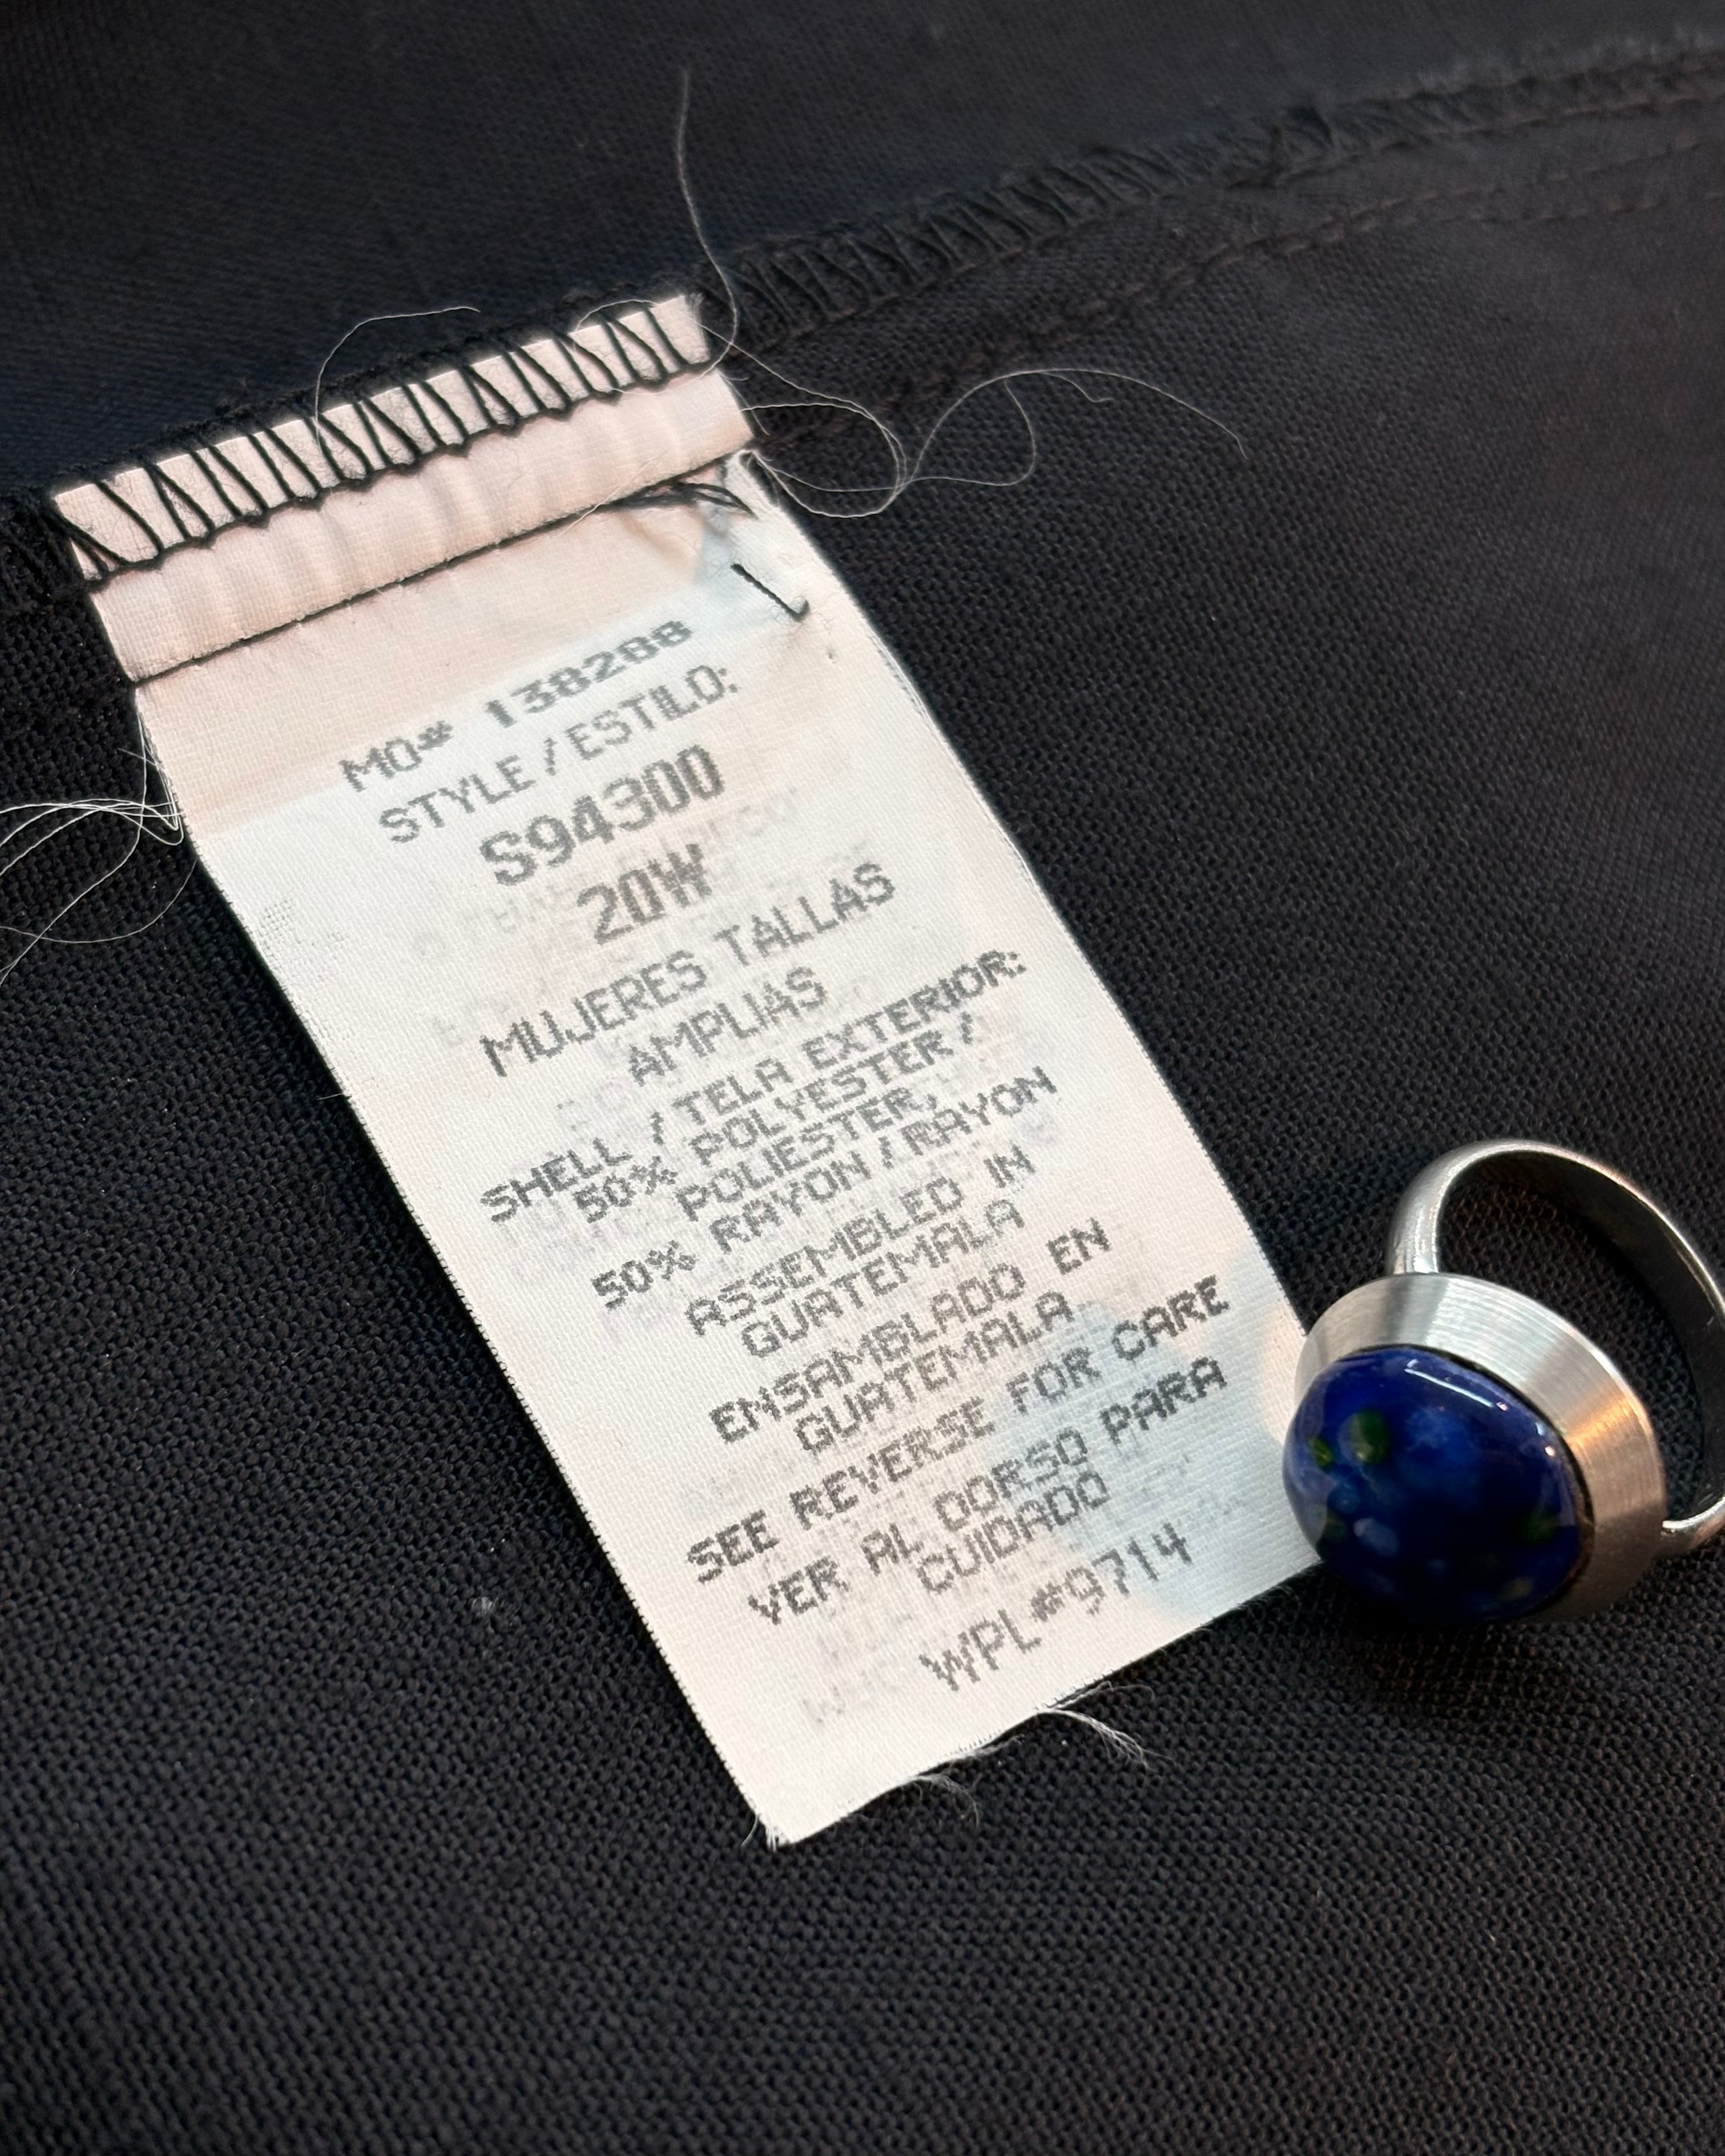 MO# 138288
STYLE / ESTILO:
S94300
20W
MUJERES TALLAS
AMPLIAS
SHELL / TELA EXTERIOR:
50% POLYESTER /
POLIESTER,
50% RAYON / RAYON
ASSEMBLED IN
GUATEMALA
ENSAMBLADO EN
GUATEMALA
SEE REVERSE FOR CARE
VER AL DORSO PARA
CUIDADO
WPL#9714